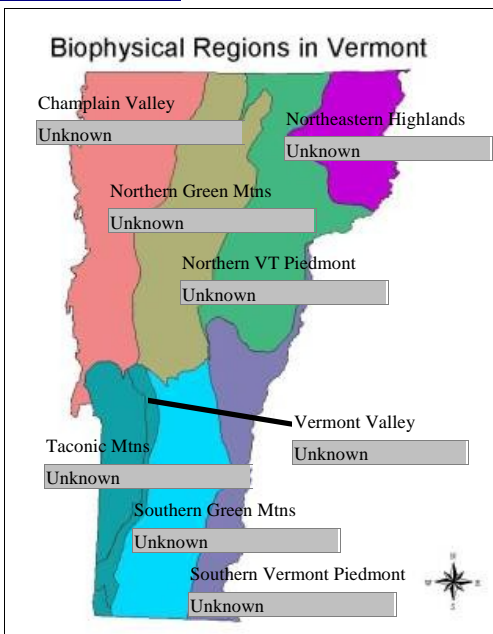 Biophysical Regions in Vermont
Champlain Valley
Unknown
Northeastern Highlands
Unknown
Northern Green Mtns
Unknown
Northern VT Piedmont
Unknown
Vermont Valley
Unknown
Taconic Mtns
Unknown
Southern Green Mtns
Unknown
Southern Vermont Piedmont
Unknown
N
W E
S